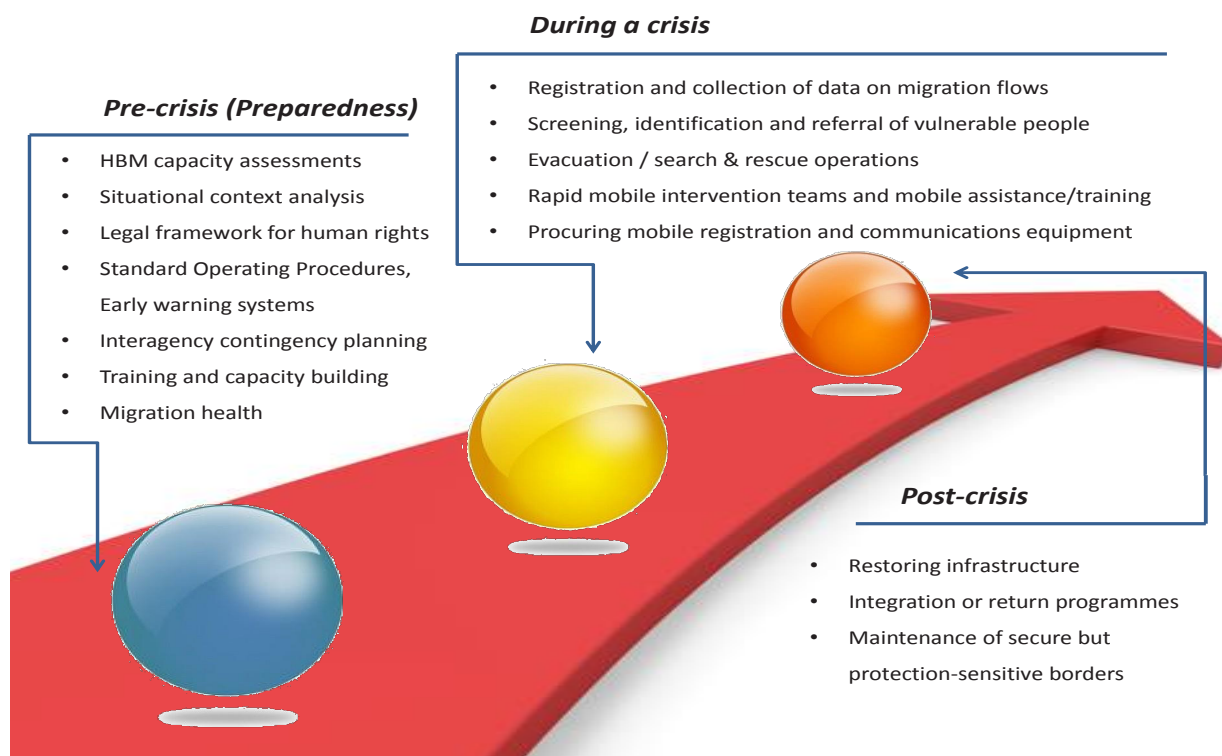 During a crisis
• Registration and collection of data on migration flows
• Screening, identification and referral of vulnerable people
• Evacuation / search & rescue operations
• Rapid mobile intervention teams and mobile assistance/training
• Procuring mobile registration and communications equipment
Pre-crisis (Preparedness)
• HBM capacity assessments
• Situational context analysis
• Legal framework for human rights
• Standard Operating Procedures,
Early warning systems
• Interagency contingency planning
• Training and capacity building
• Migration health
Post-crisis
• Restoring infrastructure
• Integration or return programmes
• Maintenance of secure but
protection-sensitive borders